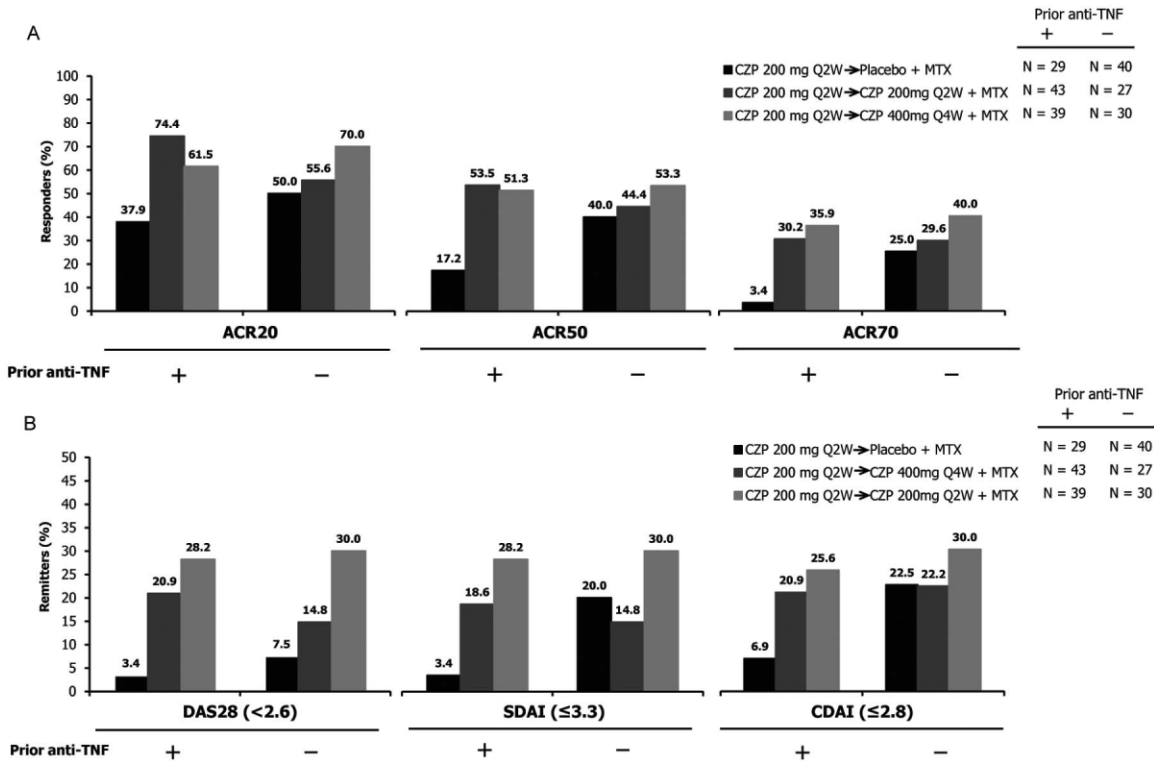 A
Prior anti-TNF
+ −
CZP 200 mg Q2W→Placebo + MTX N = 29 N = 40
CZP 200 mg Q2W→CZP 200mg Q2W + MTX N = 43 N = 27
CZP 200 mg Q2W→CZP 400mg Q4W + MTX N = 39 N = 30
Responders (%)
100
90
80
70
60
50
40
30
20
10
0
37.9 74.4 61.5 50.0 55.6 70.0
17.2 53.5 51.3 40.0 44.4 53.3
3.4 30.2 35.9 25.0 29.6 40.0
ACR20 ACR50 ACR70
Prior anti-TNF + − + − + −
B
Prior anti-TNF
+ −
CZP 200 mg Q2W→Placebo + MTX N = 29 N = 40
CZP 200 mg Q2W→CZP 400mg Q4W + MTX N = 43 N = 27
CZP 200 mg Q2W→CZP 200mg Q2W + MTX N = 39 N = 30
Remitters (%)
50
45
40
35
30
25
20
15
10
5
0
3.4 20.9 28.2 7.5 14.8 30.0
3.4 18.6 28.2 20.0 14.8 30.0
6.9 20.9 25.6 22.5 22.2 30.0
DAS28 (<2.6) SDAI (≤3.3) CDAI (≤2.8)
Prior anti-TNF + − + − + −